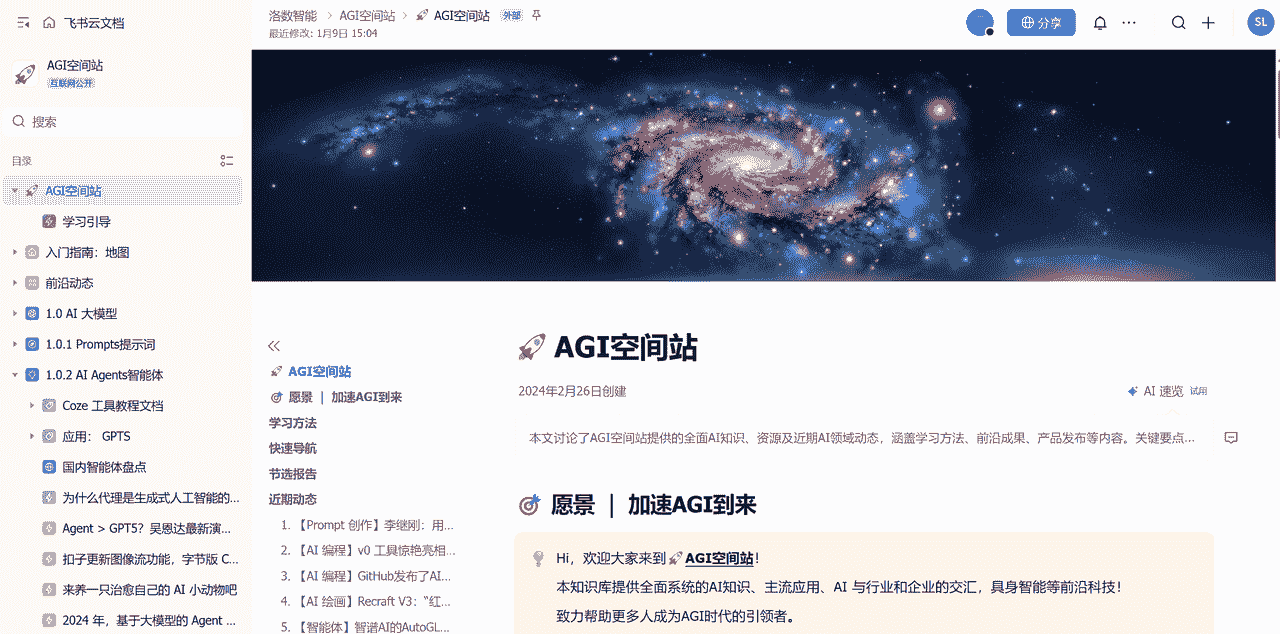 飞书云文档
洛数智能 > AGI空间站 > AGI空间站 外部
最近修改: 1月9日 15:04
分享
SL
AGI空间站
互联网公开
搜索
目录
AGI空间站
学习引导
入门指南：地图
前沿动态
1.0 AI 大模型
1.0.1 Prompts提示词
1.0.2 AI Agents智能体
Coze 工具教程文档
应用： GPTS
国内智能体盘点
为什么代理是生成式人工智能的...
Agent > GPT5？吴恩达最新演...
扣子更新图像流功能，字节版 C...
来养一只治愈自己的 AI 小动物吧
2024 年，基于大模型的 Agent ...
AGI空间站
愿景 | 加速AGI到来
学习方法
快速导航
节选报告
近期动态
1. 【Prompt 创作】李继刚：用...
2. 【AI 编程】v0 工具惊艳亮相...
3. 【AI 编程】GitHub发布了AI...
4. 【AI 绘画】Recraft V3：“红...
5. 【智能体】智谱AI的AutoGL...
AGI空间站
2024年2月26日创建
AI 速览 试用
本文讨论了AGI空间站提供的全面AI知识、资源及近期AI领域动态，涵盖学习方法、前沿成果、产品发布等内容。关键要点...
愿景 | 加速AGI到来
Hi，欢迎大家来到 AGI空间站！
本知识库提供全面系统的AI知识、主流应用、AI 与行业和企业的交汇，具身智能等前沿科技！
致力帮助更多人成为AGI时代的引领者。